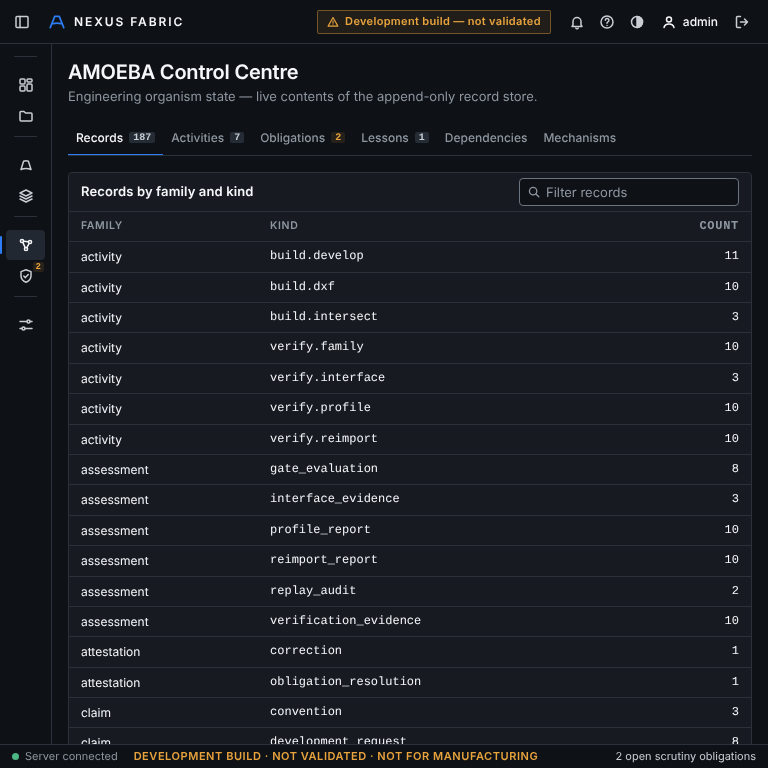 NEXUS FABRIC
Development build — not validated
admin
AMOEBA Control Centre
Engineering organism state — live contents of the append-only record store.
Records 187 Activities 7 Obligations 2 Lessons 1 Dependencies Mechanisms
Records by family and kind
Filter records
FAMILY KIND COUNT
activity build.develop 11
activity build.dxf 10
activity build.intersect 3
activity verify.family 10
activity verify.interface 3
activity verify.profile 10
activity verify.reimport 10
assessment gate_evaluation 8
assessment interface_evidence 3
assessment profile_report 10
assessment reimport_report 10
assessment replay_audit 2
assessment verification_evidence 10
attestation correction 1
attestation obligation_resolution 1
claim convention 3
claim development_request 8
2
Server connected DEVELOPMENT BUILD · NOT VALIDATED · NOT FOR MANUFACTURING 2 open scrutiny obligations